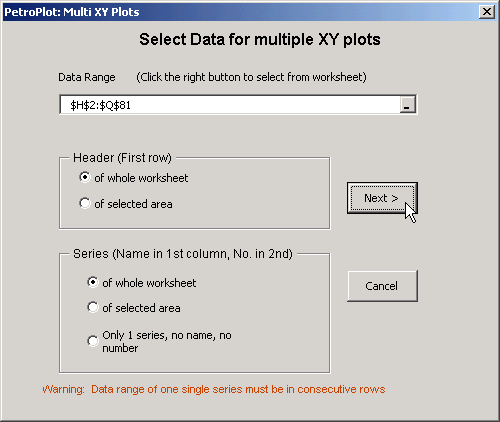 PetroPlot: Multi XY Plots
Select Data for multiple XY plots
Data Range (Click the right button to select from worksheet)
$H$2:$Q$81
Header (First row)
of whole worksheet
of selected area
Next >
Series (Name in 1st column, No. in 2nd)
of whole worksheet
of selected area
Only 1 series, no name, no
number
Cancel
Warning: Data range of one single series must be in consecutive rows